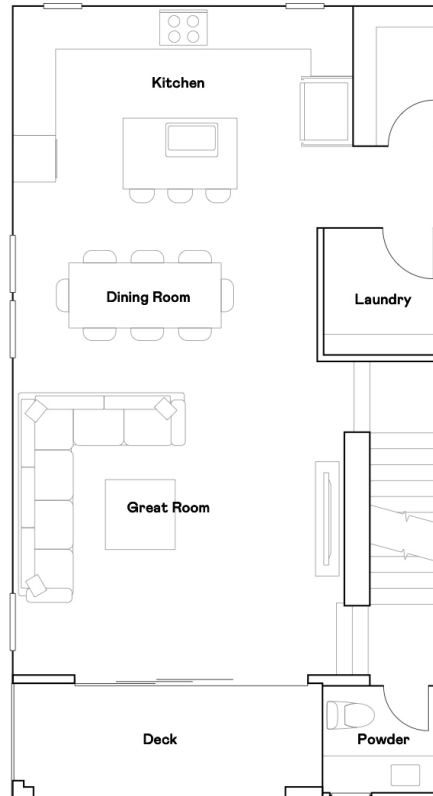 Kitchen
Dining Room
Laundry
Great Room
Deck
Powder